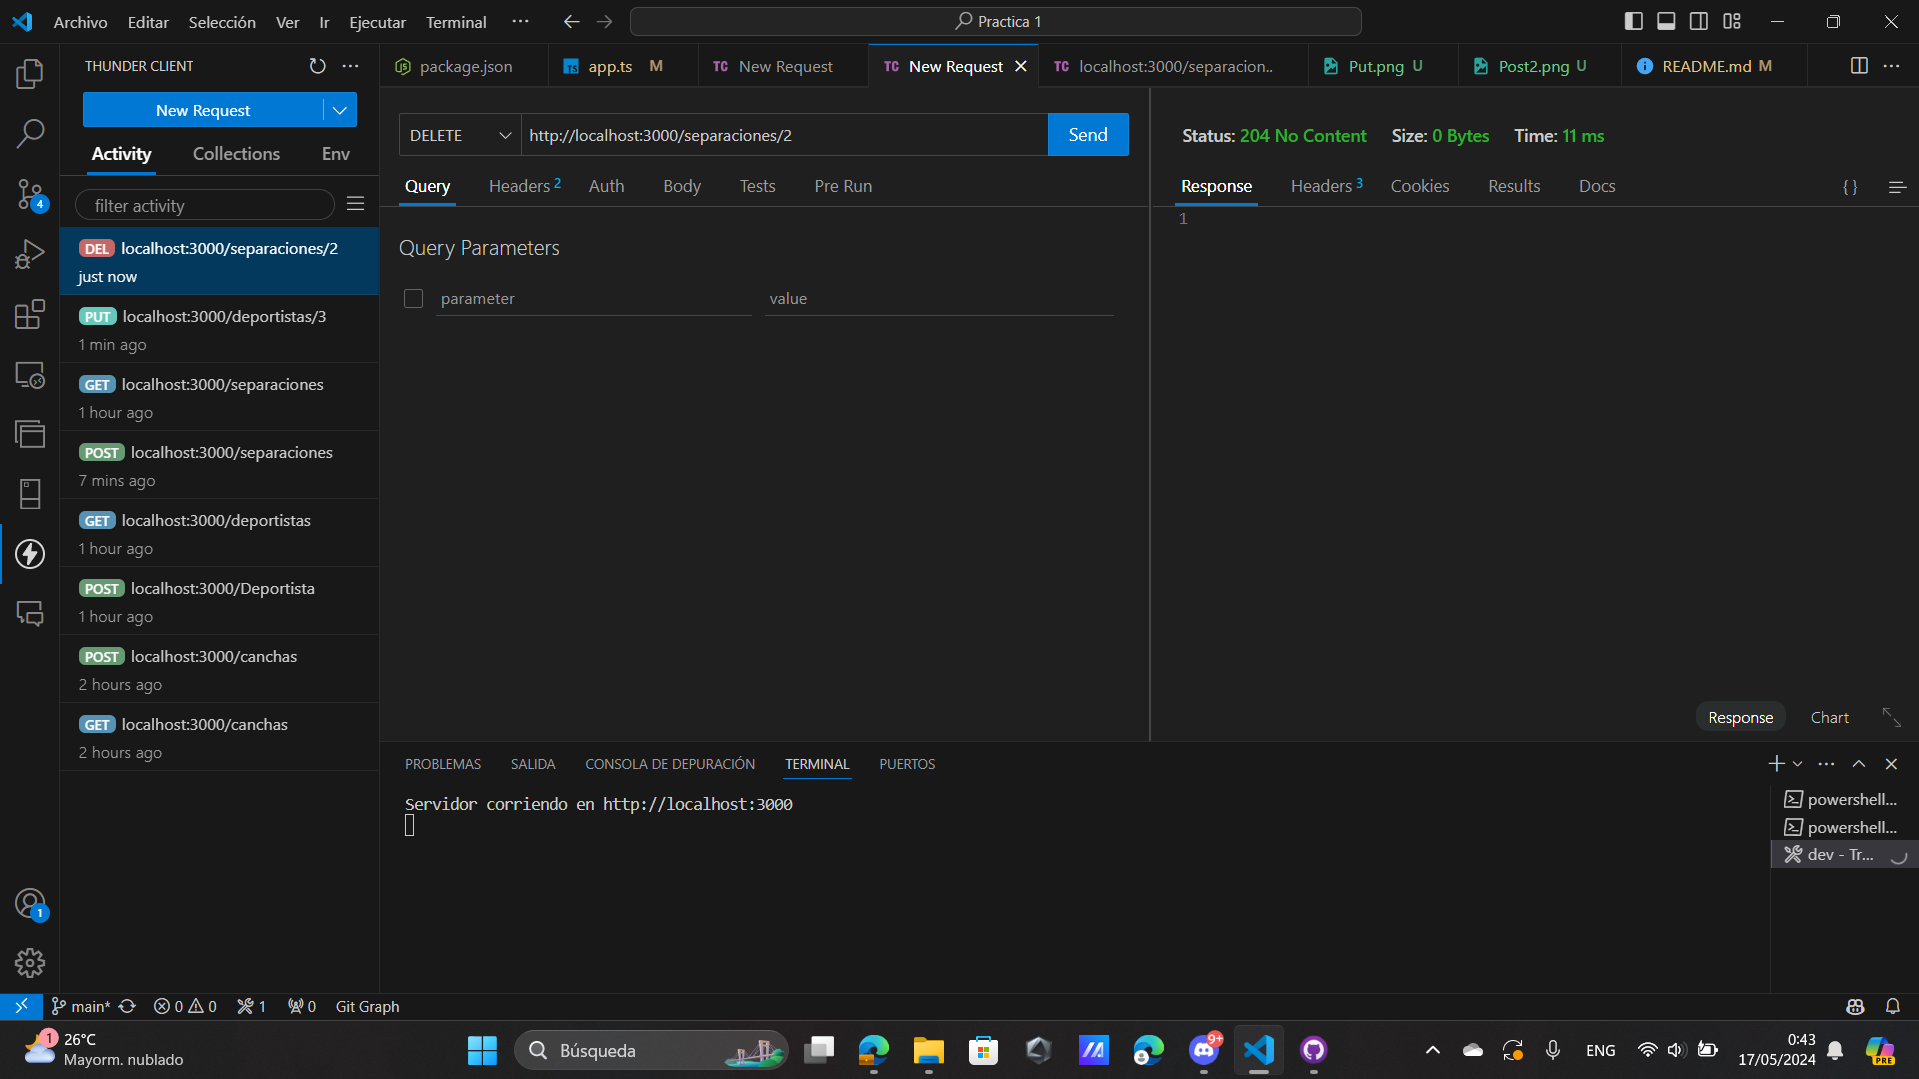 Archivo Editar Selección Ver Ir Ejecutar Terminal ··· Practica 1
THUNDER CLIENT
New Request
Activity Collections Env
filter activity
DEL localhost:3000/separaciones/2
just now
PUT localhost:3000/deportistas/3
1 min ago
GET localhost:3000/separaciones
1 hour ago
POST localhost:3000/separaciones
7 mins ago
GET localhost:3000/deportistas
1 hour ago
POST localhost:3000/Deportista
1 hour ago
POST localhost:3000/canchas
2 hours ago
GET localhost:3000/canchas
2 hours ago
4
1
JS package.json TS app.ts M TC New Request TC New Request TC localhost:3000/separacion.. Put.png U Post2.png U README.md M
DELETE http://localhost:3000/separaciones/2 Send
Query Headers 2 Auth Body Tests Pre Run
Query Parameters
parameter value
Status: 204 No Content Size: 0 Bytes Time: 11 ms
Response Headers 3 Cookies Results Docs { }
1
Response Chart
PROBLEMAS SALIDA CONSOLA DE DEPURACIÓN TERMINAL PUERTOS
Servidor corriendo en http://localhost:3000
powershell...
powershell...
dev - Tr...
main* 0 0 1 0 Git Graph
1 26°C
Mayorm. nublado
Búsqueda
9+
ENG
0:43
17/05/2024
PRE